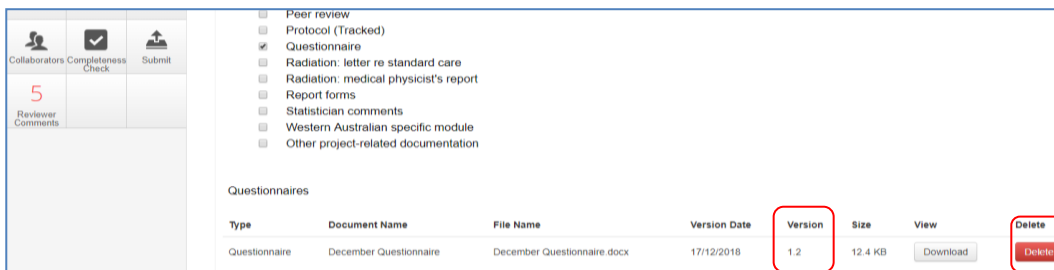 Collaborators Completeness Check Submit
5
Reviewer Comments
Peer review
Protocol (Tracked)
Questionnaire
Radiation: letter re standard care
Radiation: medical physicist's report
Report forms
Statistician comments
Western Australian specific module
Other project-related documentation
Questionnaires
Type Document Name File Name Version Date Version Size View Delete
Questionnaire December Questionnaire December Questionnaire.docx 17/12/2018 1.2 12.4 KB Download Delete